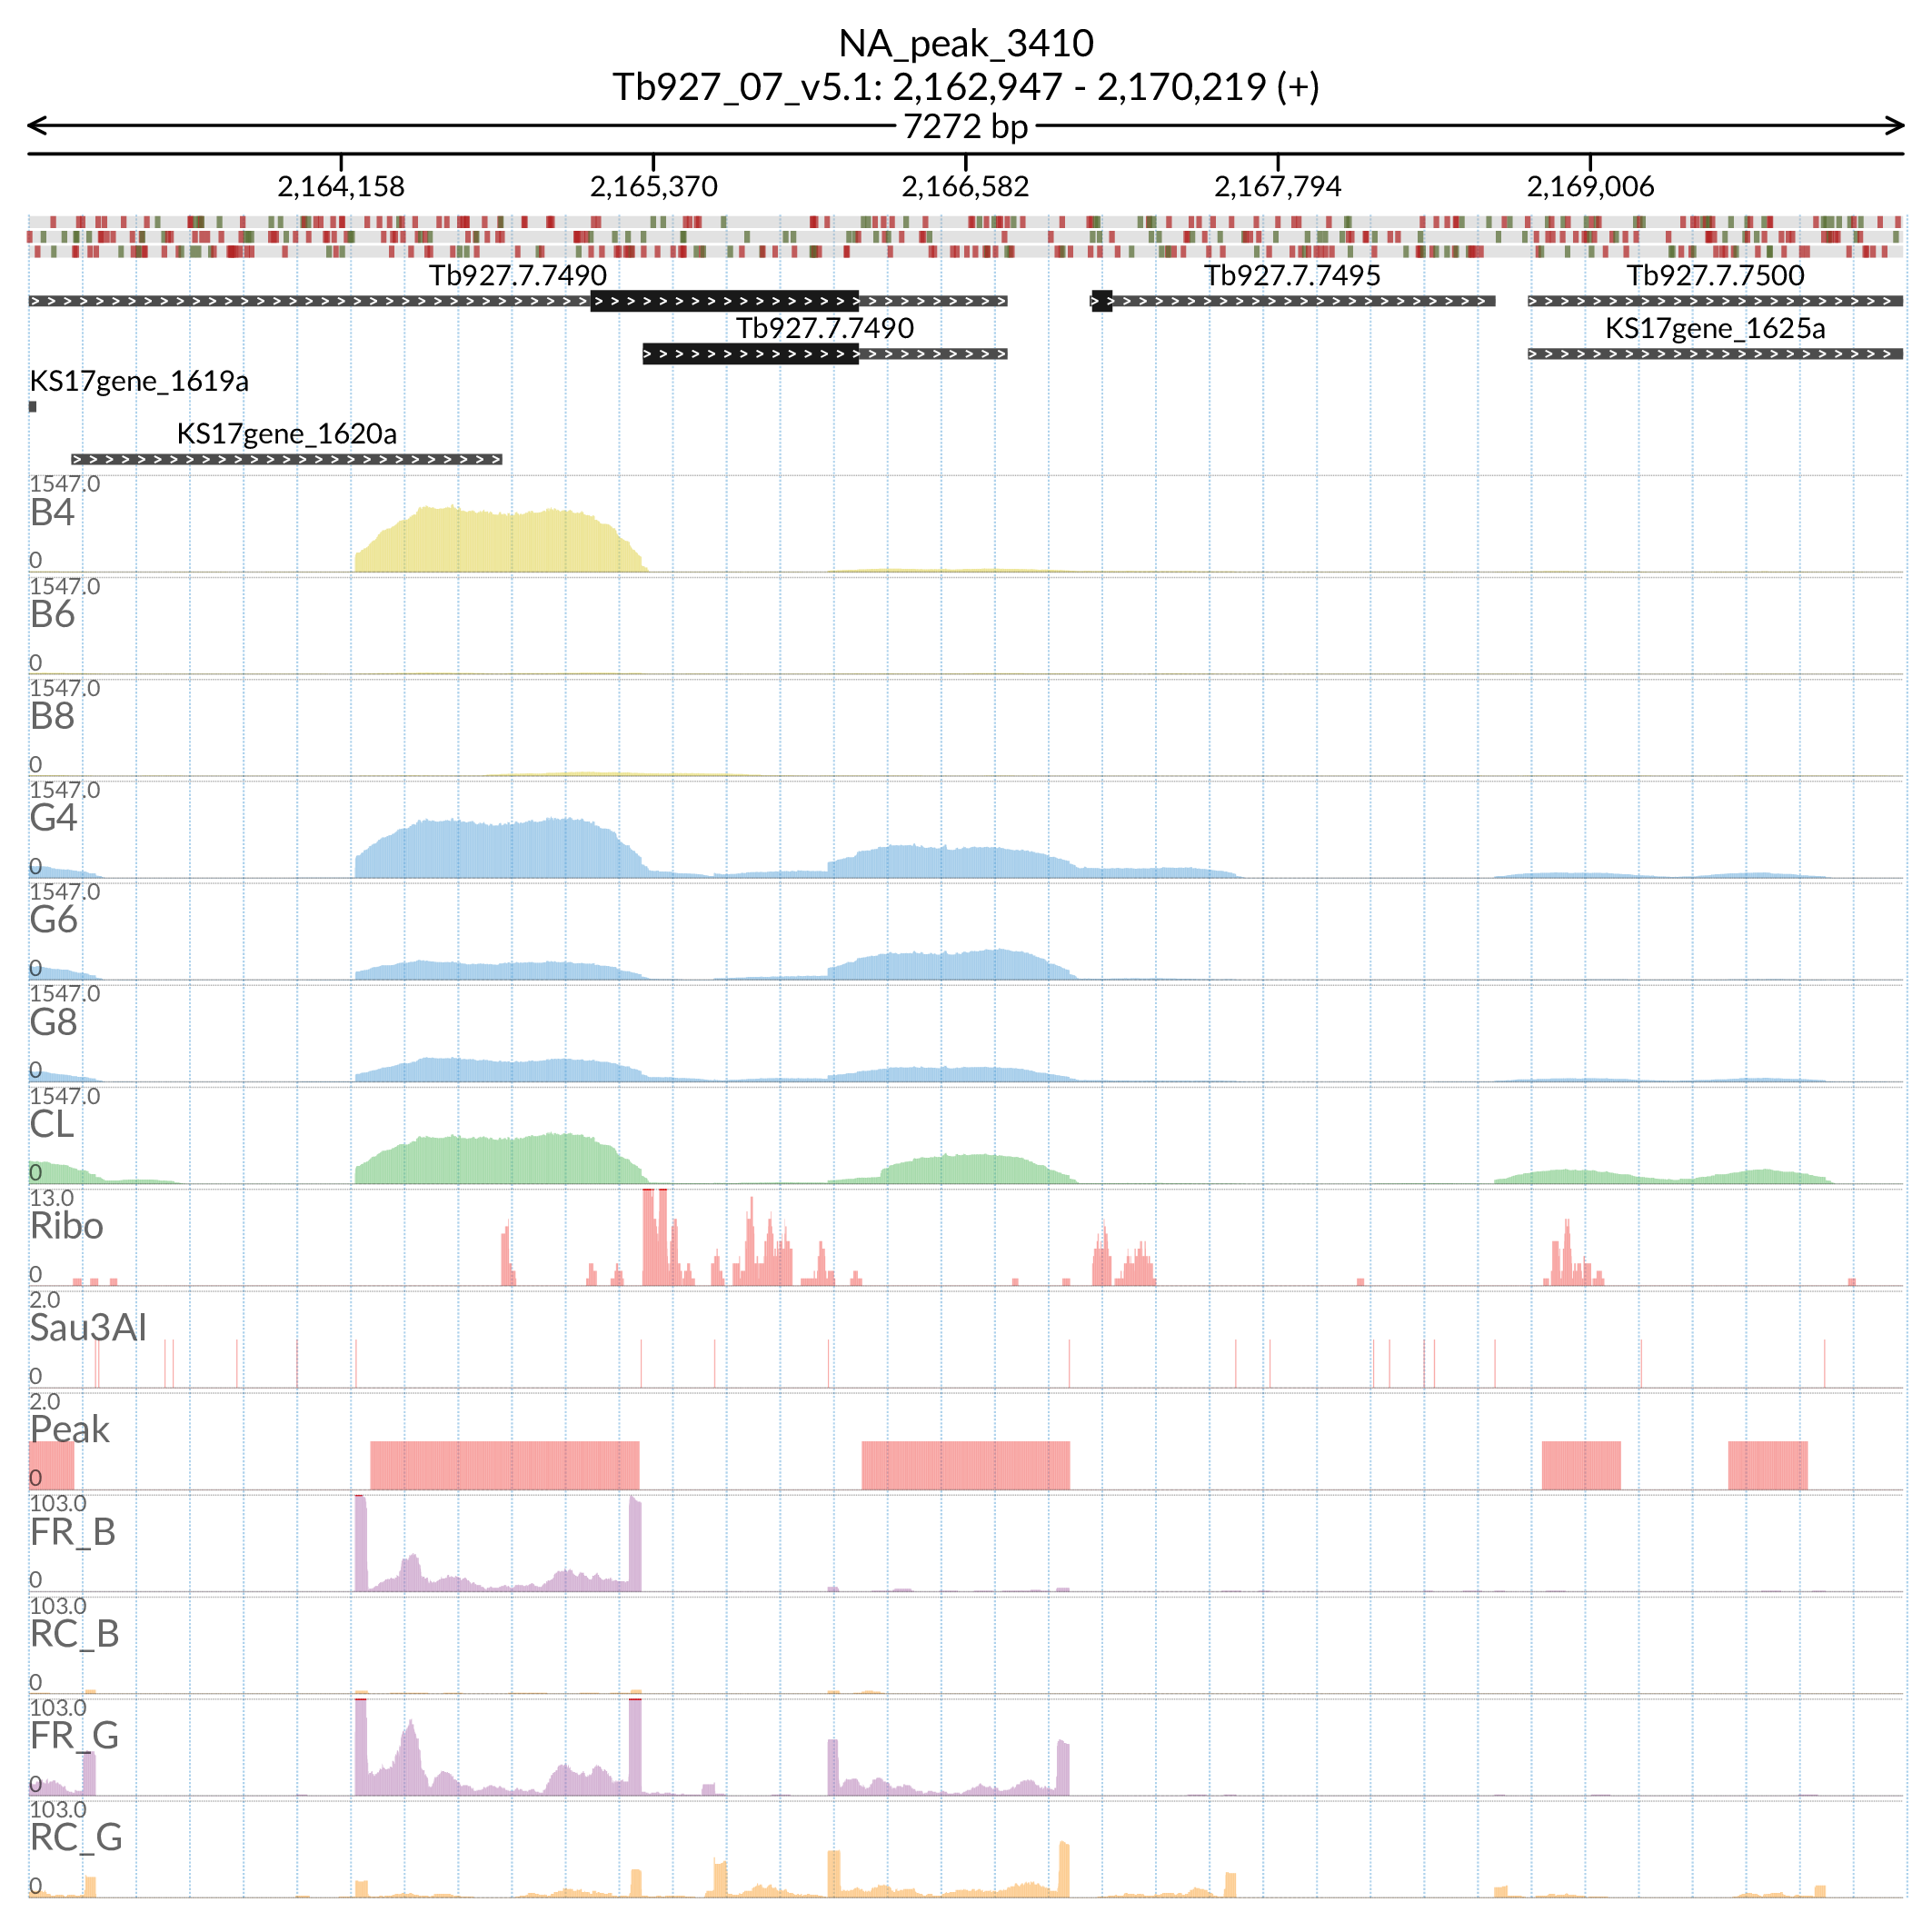 NA_peak_3410
Tb927_07_v5.1: 2,162,947 - 2,170,219 (+)
7272 bp
2,164,158 2,165,370 2,166,582 2,167,794 2,169,006
Tb927.7.7490 Tb927.7.7495 Tb927.7.7500
Tb927.7.7490 KS17gene_1625a
KS17gene_1619a
KS17gene_1620a
1547.0
B4
0
1547.0
B6
0
1547.0
B8
0
1547.0
G4
0
1547.0
G6
0
1547.0
G8
0
1547.0
CL
0
13.0
Ribo
0
2.0
Sau3AI
0
2.0
Peak
0
103.0
FR_B
0
103.0
RC_B
0
103.0
FR_G
0
103.0
RC_G
0